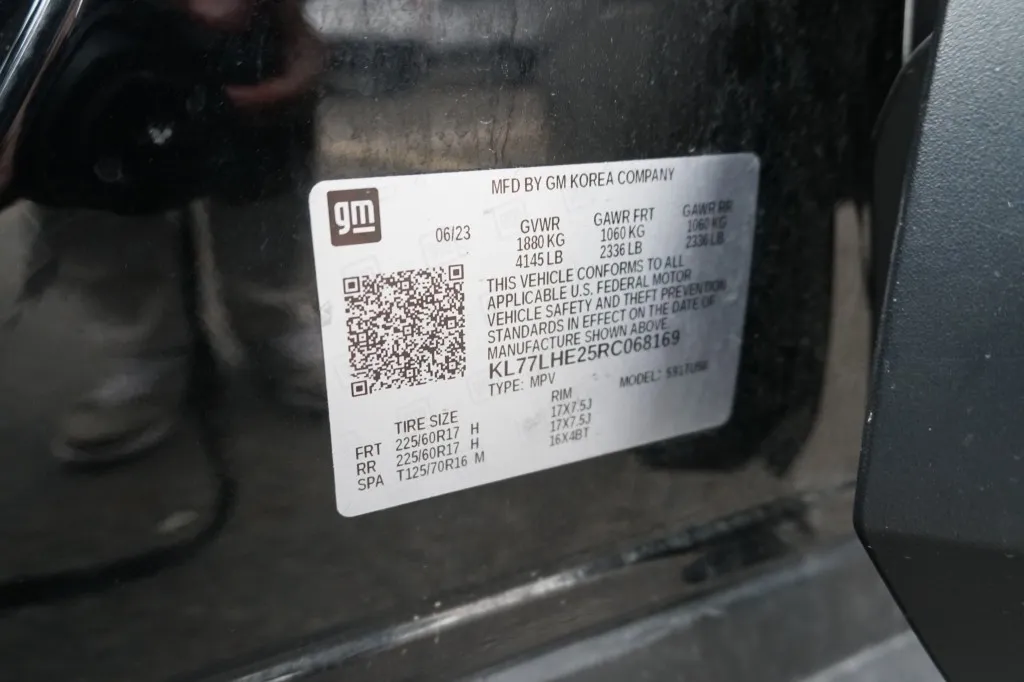 MFD BY GM KOREA COMPANY
gm
06/23
GVWR GAWR FRT GAWR RR
1880 KG 1060 KG 1060 KG
4145 LB 2336 LB 2336 LB
THIS VEHICLE CONFORMS TO ALL
APPLICABLE U.S. FEDERAL MOTOR
VEHICLE SAFETY AND THEFT PREVENTION
STANDARDS IN EFFECT ON THE DATE OF
MANUFACTURE SHOWN ABOVE.
KL77LHE25RC068169
TYPE: MPV MODEL:
TIRE SIZE RIM
FRT 225/60R17 H 17X7.5J
RR 225/60R17 H 17X7.5J
SPA T125/70R16 M 16X4BT